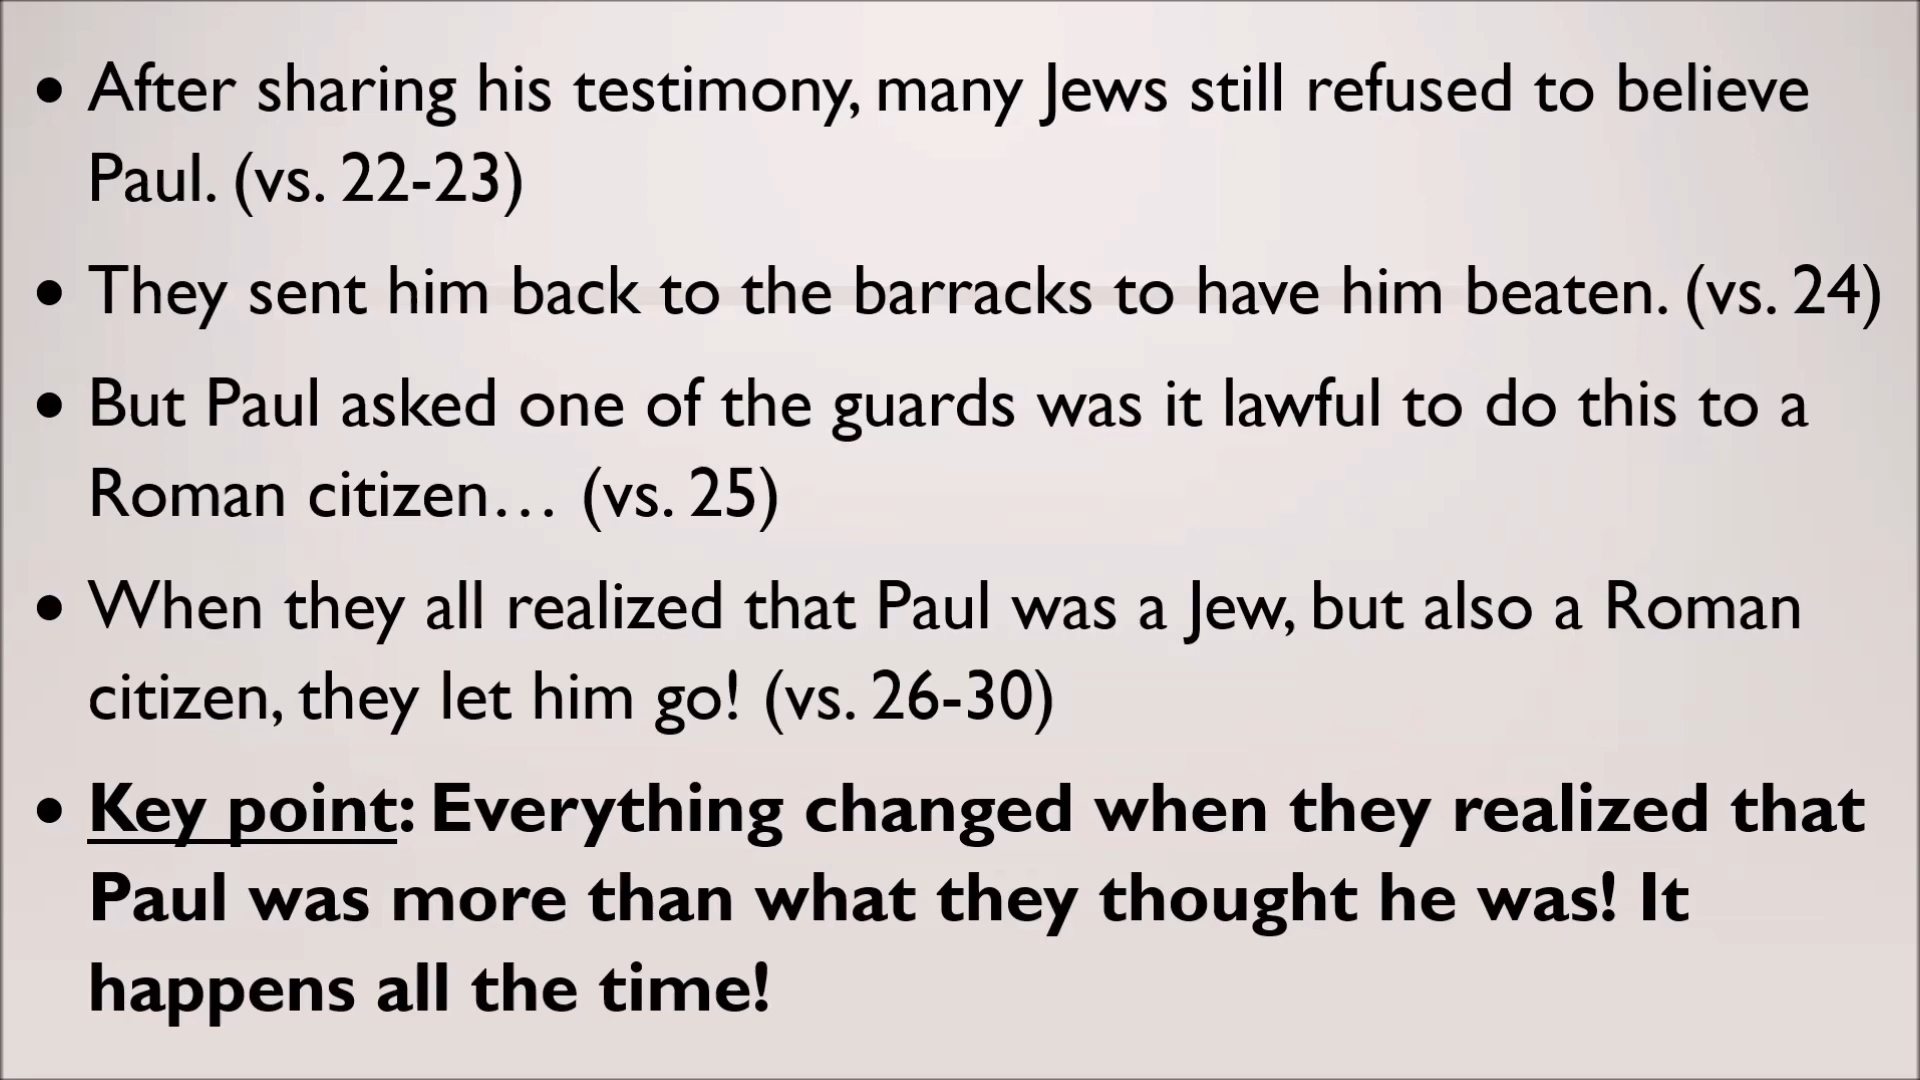 • After sharing his testimony, many Jews still refused to believe
Paul. (vs. 22-23)
• They sent him back to the barracks to have him beaten. (vs. 24)
• But Paul asked one of the guards was it lawful to do this to a
Roman citizen… (vs. 25)
• When they all realized that Paul was a Jew, but also a Roman
citizen, they let him go! (vs. 26-30)
• Key point: Everything changed when they realized that
Paul was more than what they thought he was! It
happens all the time!